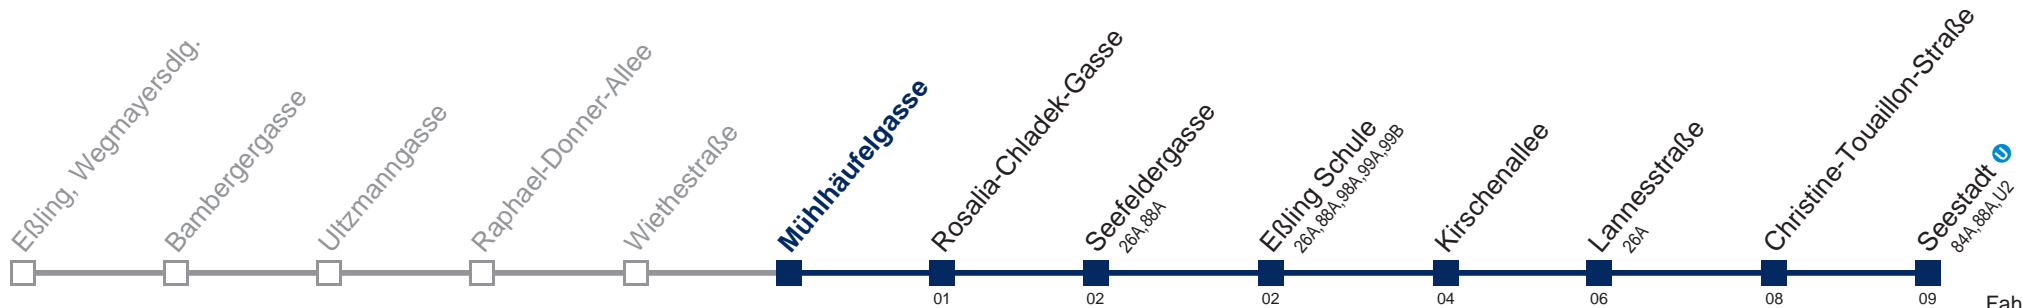 Eßling, Wegmayersdlg.
Bambergergasse
Ultzmanngasse
Raphael-Donner-Allee
Wiethestraße
Mühlhäufelgasse
Rosalia-Chladek-Gasse
01
Seefeldergasse
26A,88A
02
Eßling Schule
26A,88A,98A,99A,99B
02
Kirschenallee
04
Lannesstraße
26A
06
Christine-Touaillon-Straße
08
Seestadt U
84A,88A,U2
09
Fah